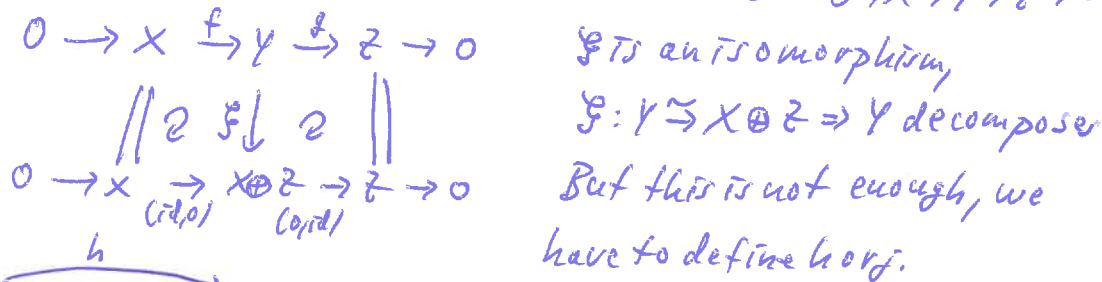 0 → X →f Y →g Z → 0
ξ is an isomorphism,
ξ : Y ⥲ X ⊕ Z ⇒ Y decomposes
0 → X → X⊕Z → Z → 0
(id,0) (0,id)
But this is not enough, we
have to define h or j.
h